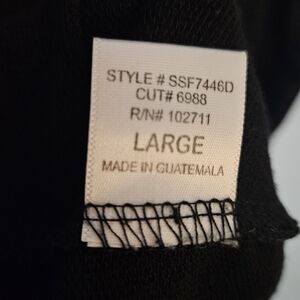 STYLE # SSF7446D
CUT# 6988
R/N# 102711
LARGE
MADE IN GUATEMALA